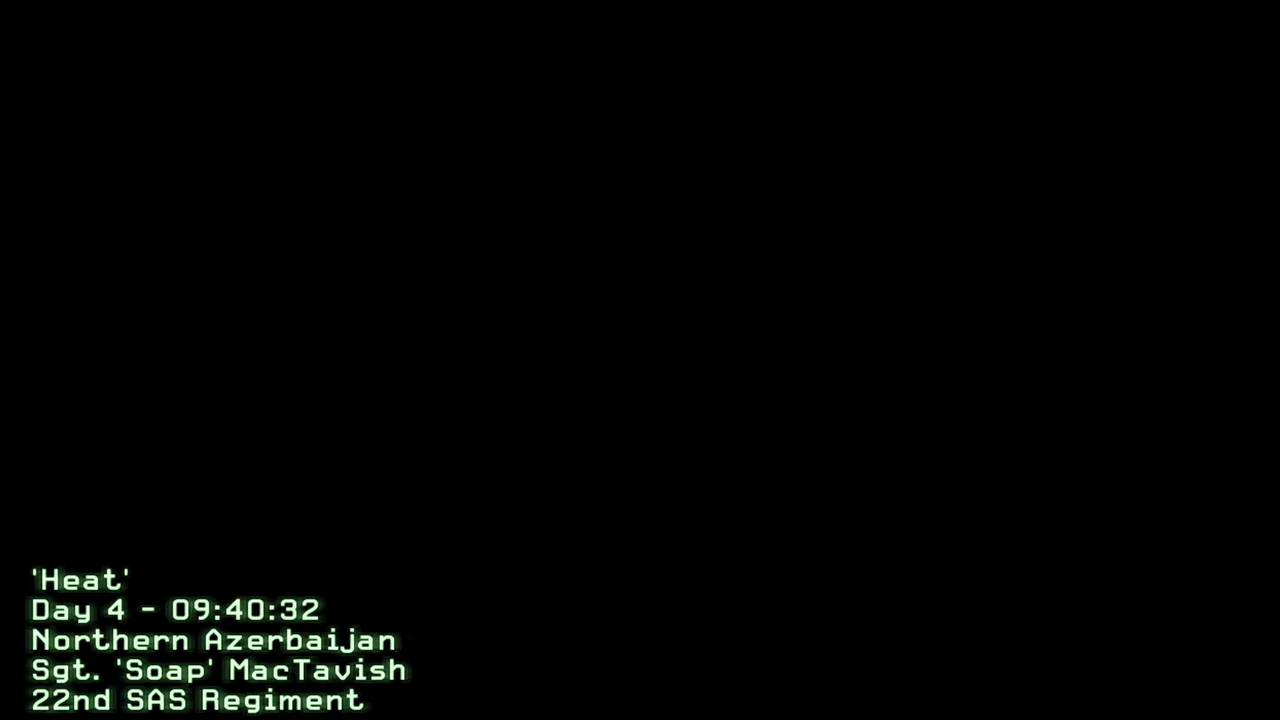 'Heat'
Day 4 - 09:40:32
Northern Azerbaijan
Sgt. 'Soap' MacTavish
22nd SAS Regiment